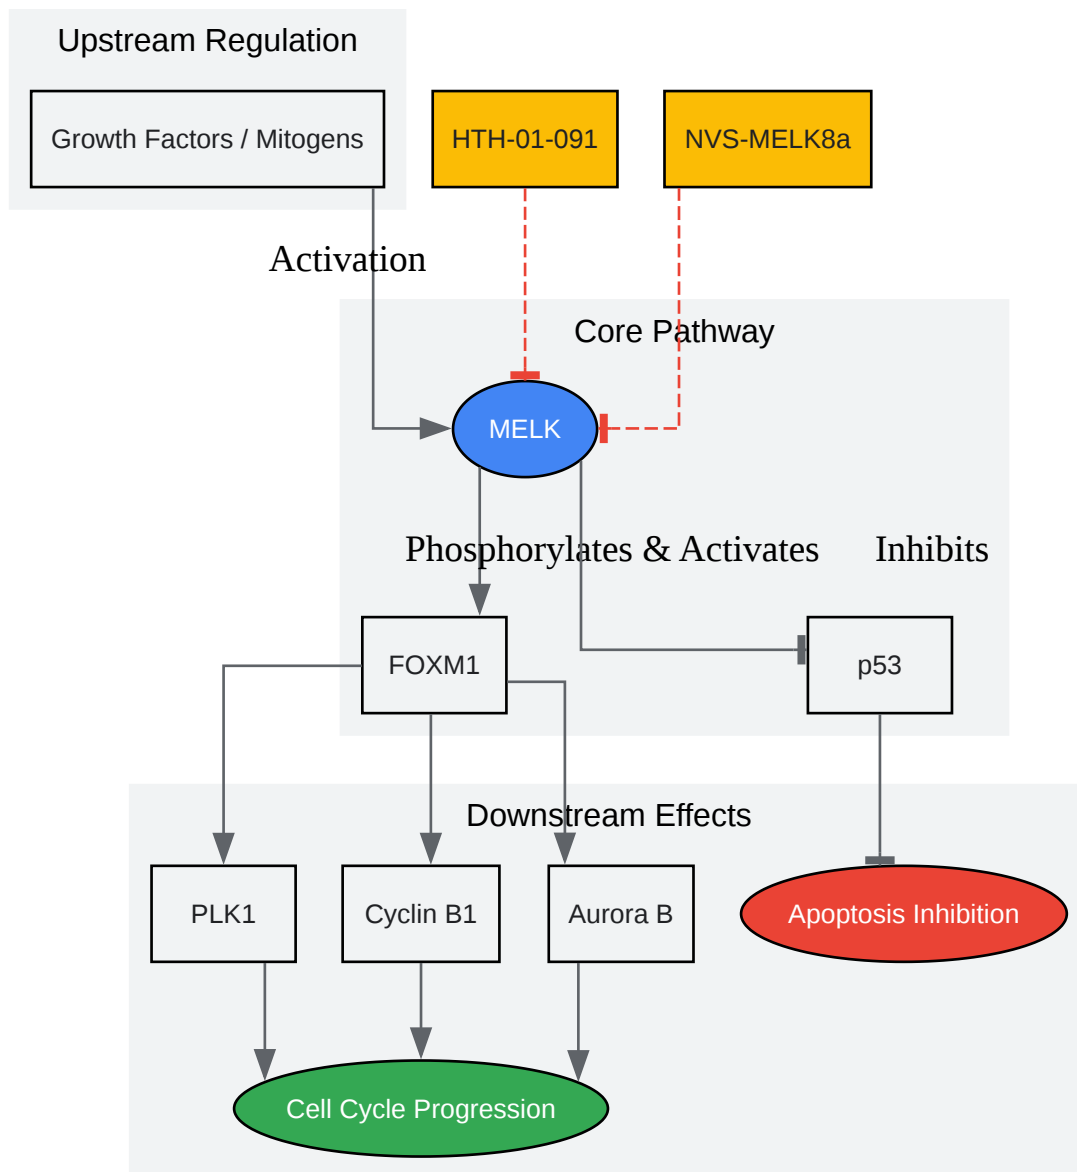 Upstream Regulation
Growth Factors / Mitogens
HTH-01-091
NVS-MELK8a
Activation
Core Pathway
MELK
Phosphorylates & Activates
Inhibits
FOXM1
p53
Downstream Effects
PLK1
Cyclin B1
Aurora B
Apoptosis Inhibition
Cell Cycle Progression